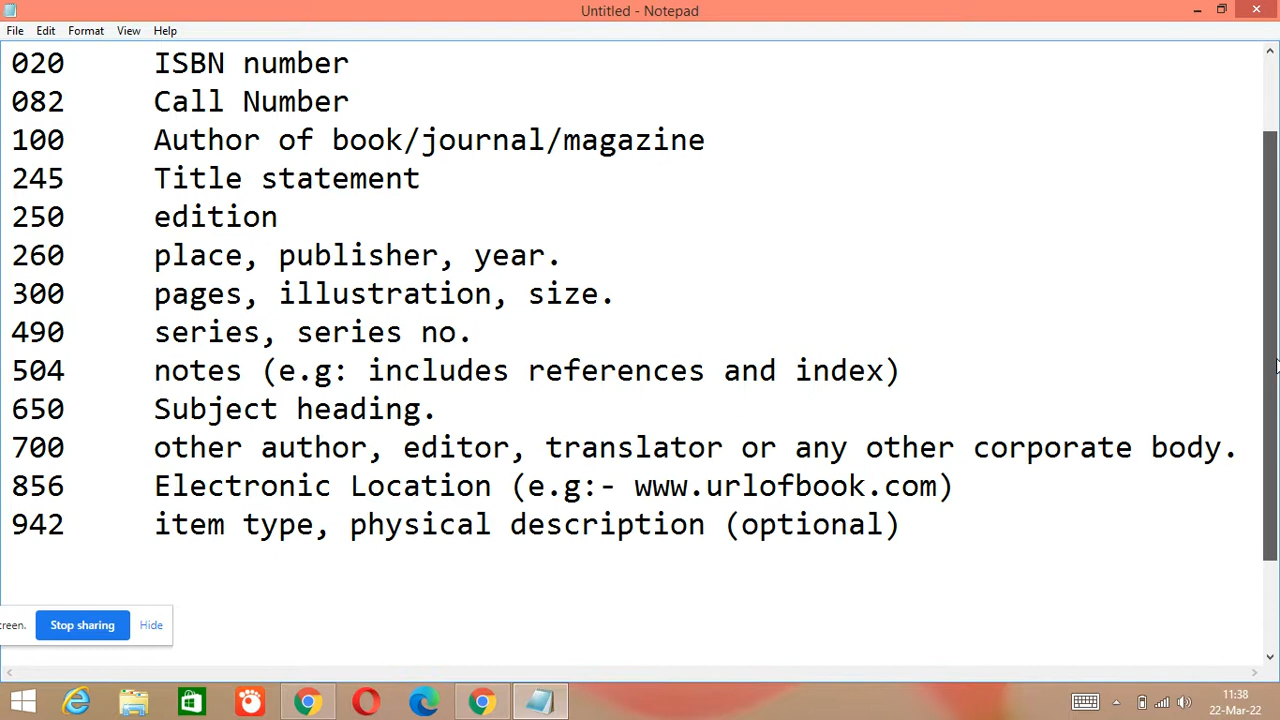 Untitled - Notepad
File Edit Format View Help
020 ISBN number
082 Call Number
100 Author of book/journal/magazine
245 Title statement
250 edition
260 place, publisher, year.
300 pages, illustration, size.
490 series, series no.
504 notes (e.g: includes references and index)
650 Subject heading.
700 other author, editor, translator or any other corporate body.
856 Electronic Location (e.g:- www.urlofbook.com)
942 item type, physical description (optional)
creen. Stop sharing Hide
11:38
22-Mar-22